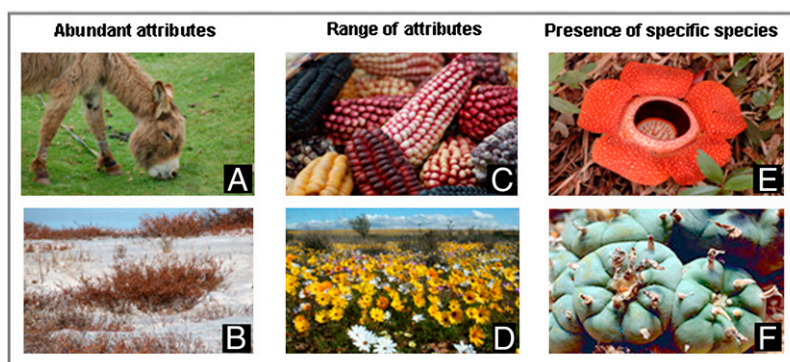 Abundant attributes
Range of attributes
Presence of specific species
A
C
E
B
D
F